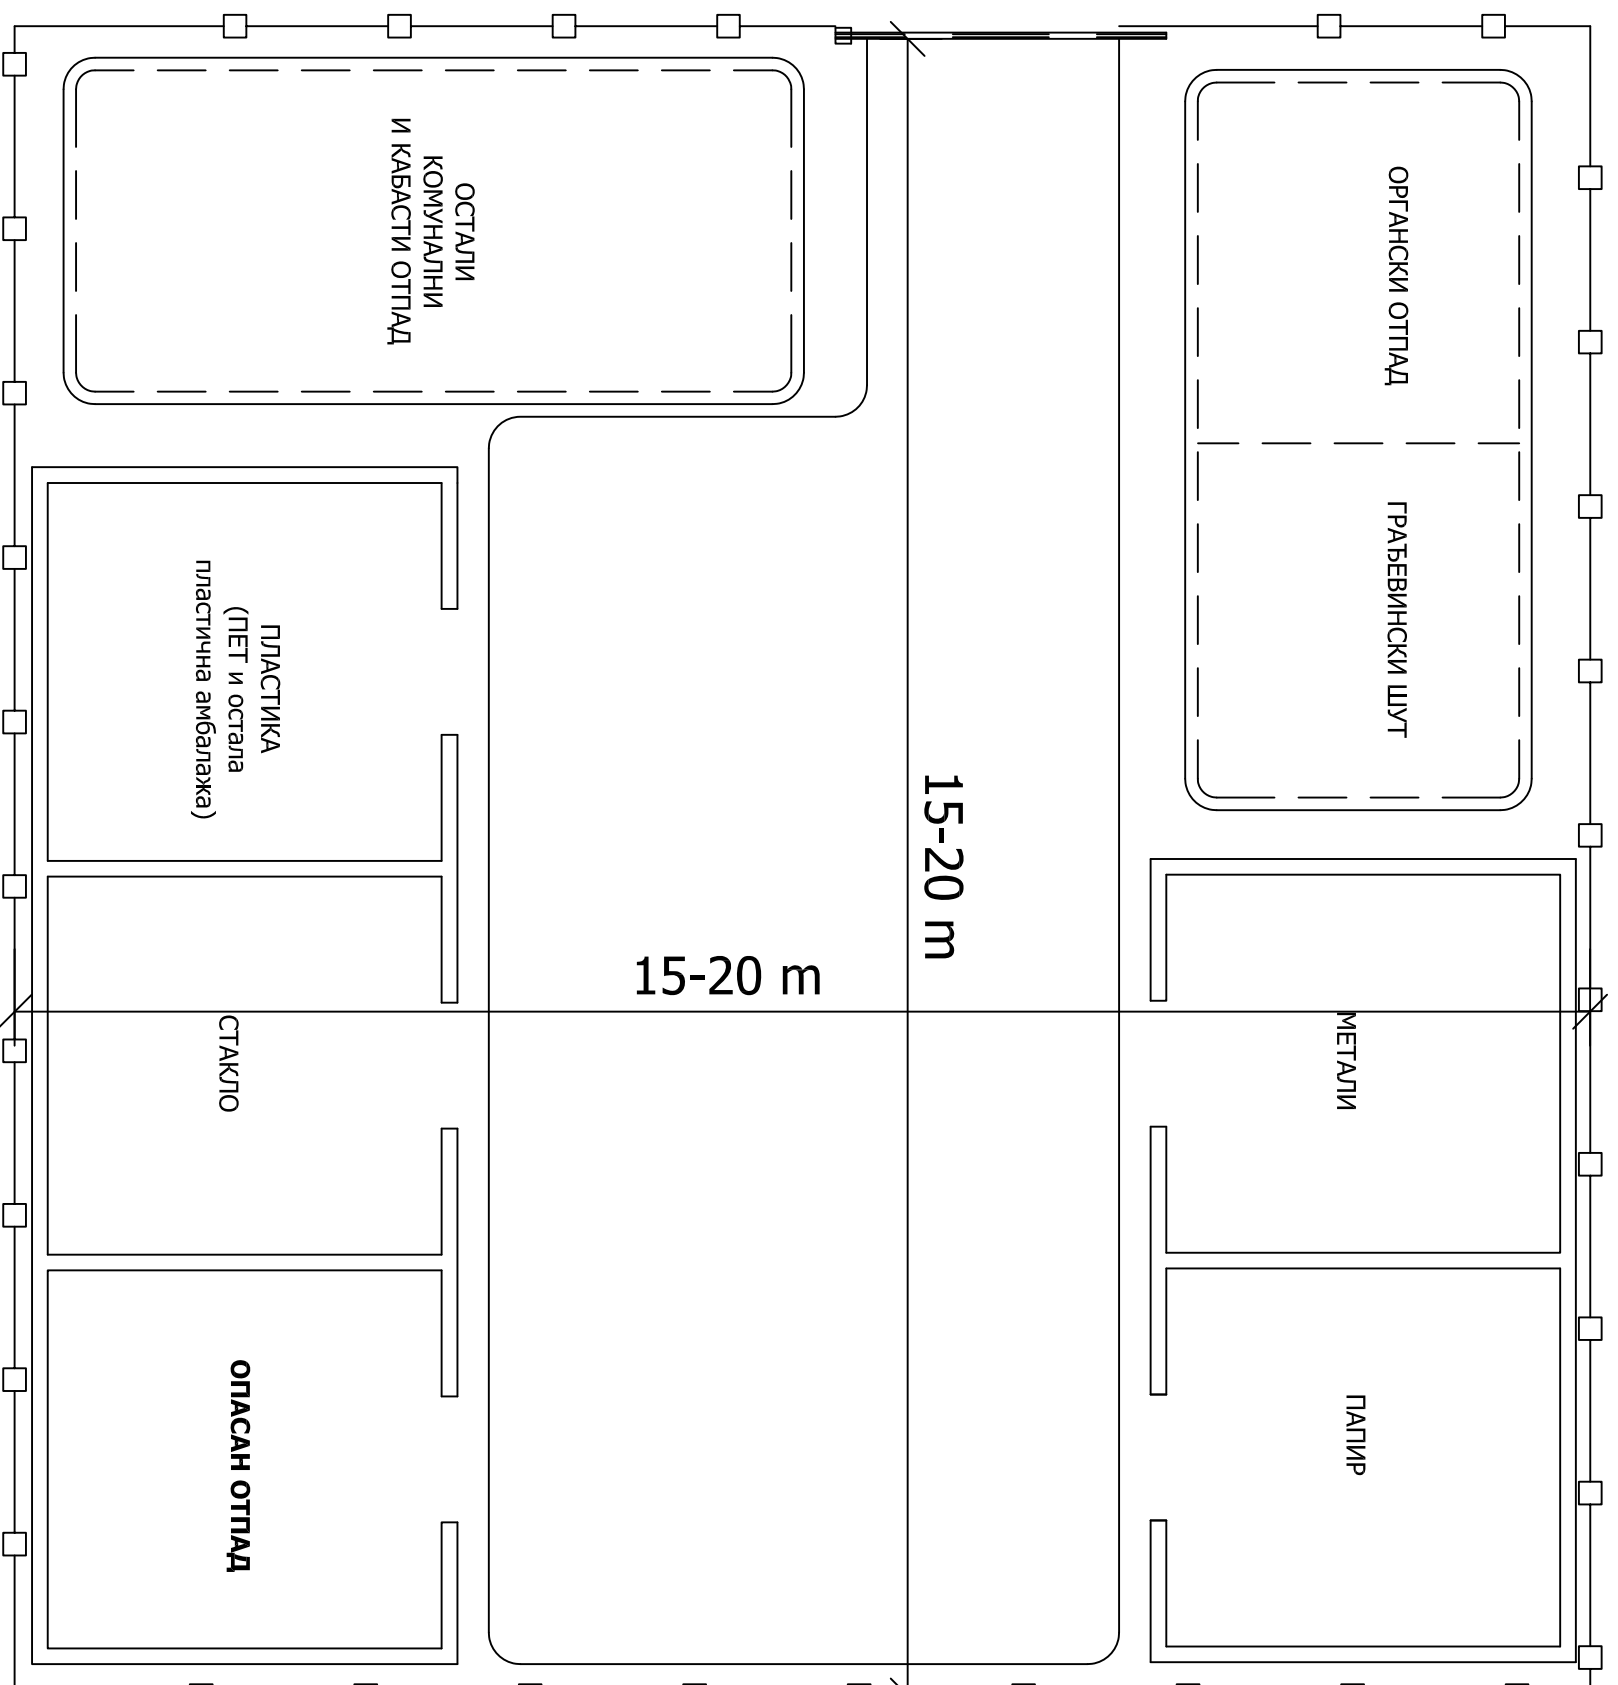 ОСТАЛИ
КОМУНАЛНИ
И КАБАСТИ ОТПАД
ОРГАНСКИ ОТПАД
ГРАЂЕВИНСКИ ШУТ
ПЛАСТИКА
(ПЕТ и остала
пластична амбалажа)
15-20 m
15-20 m
СТАКЛО
МЕТАЛИ
ОПАСАН ОТПАД
ПАПИР